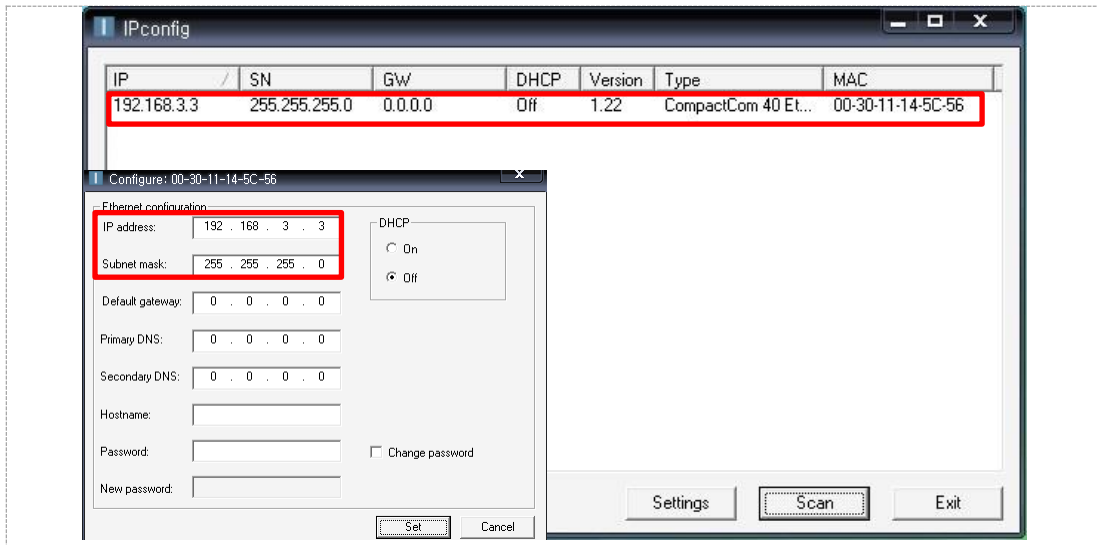 IPconfig
IP / SN GW DHCP Version Type MAC
192.168.3.3 255.255.255.0 0.0.0.0 Off 1.22 CompactCom 40 Et... 00-30-11-14-5C-56
Configure: 00-30-11-14-5C-56
Ethernet configuration
IP address: 192 . 168 . 3 . 3
DHCP
On
Subnet mask: 255 . 255 . 255 . 0
Off
Default gateway: 0 . 0 . 0 . 0
Primary DNS: 0 . 0 . 0 . 0
Secondary DNS: 0 . 0 . 0 . 0
Hostname:
Password:
Change password
New password:
Set Cancel
Settings Scan Exit